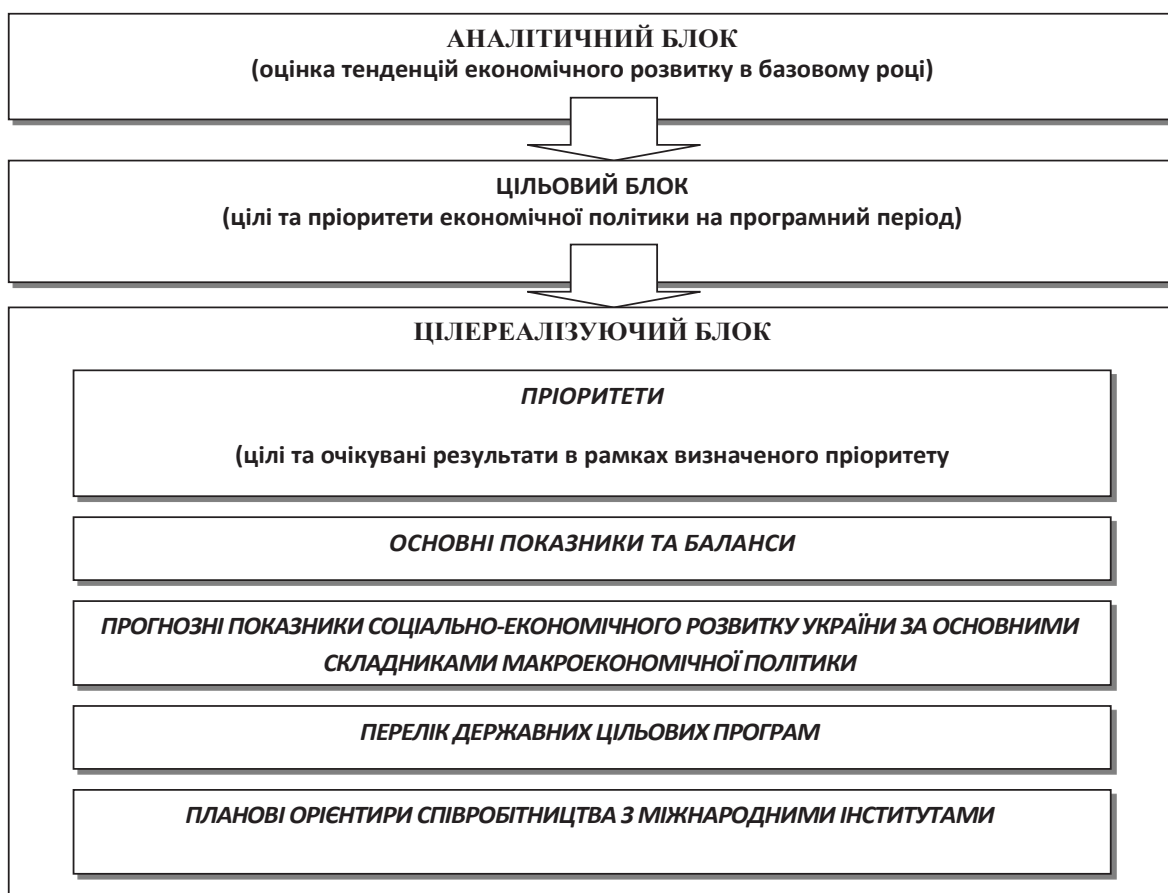 АНАЛІТИЧНИЙ БЛОК
(оцінка тенденцій економічного розвитку в базовому році)
ЦІЛЬОВИЙ БЛОК
(цілі та пріоритети економічної політики на програмний період)
ЦІЛЕРЕАЛІЗУЮЧИЙ БЛОК
ПРІОРИТЕТИ
(цілі та очікувані результати в рамках визначеного пріоритету
ОСНОВНІ ПОКАЗНИКИ ТА БАЛАНСИ
ПРОГНОЗНІ ПОКАЗНИКИ СОЦІАЛЬНО-ЕКОНОМІЧНОГО РОЗВИТКУ УКРАЇНИ ЗА ОСНОВНИМИ
СКЛАДНИКАМИ МАКРОЕКОНОМІЧНОЇ ПОЛІТИКИ
ПЕРЕЛІК ДЕРЖАВНИХ ЦІЛЬОВИХ ПРОГРАМ
ПЛАНОВІ ОРІЄНТИРИ СПІВРОБІТНИЦТВА З МІЖНАРОДНИМИ ІНСТИТУТАМИ